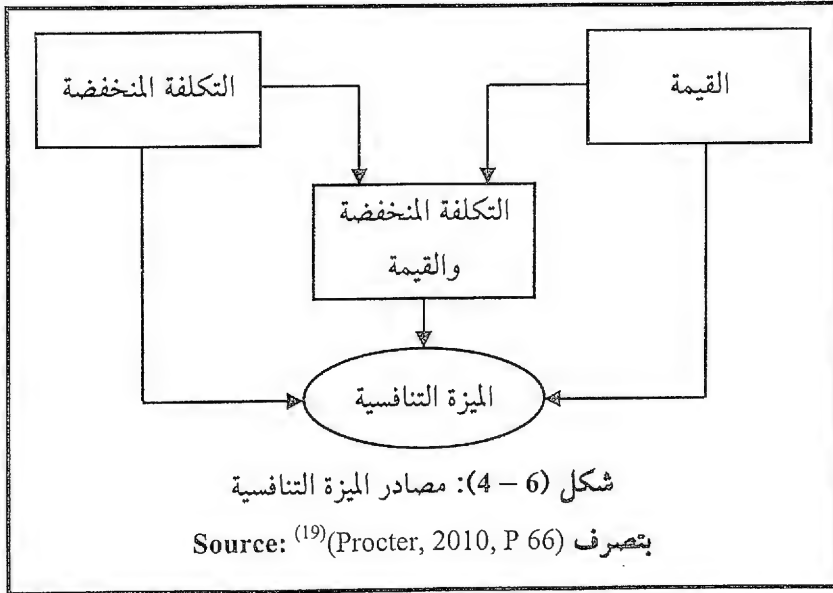 القيمة
التكلفة المنخفضة
التكلفة المنخفضة
والقيمة
الميزة التنافسية
شكل (6 – 4): مصادر الميزة التنافسية
بتصرف Source: (19)(Procter, 2010, P 66)